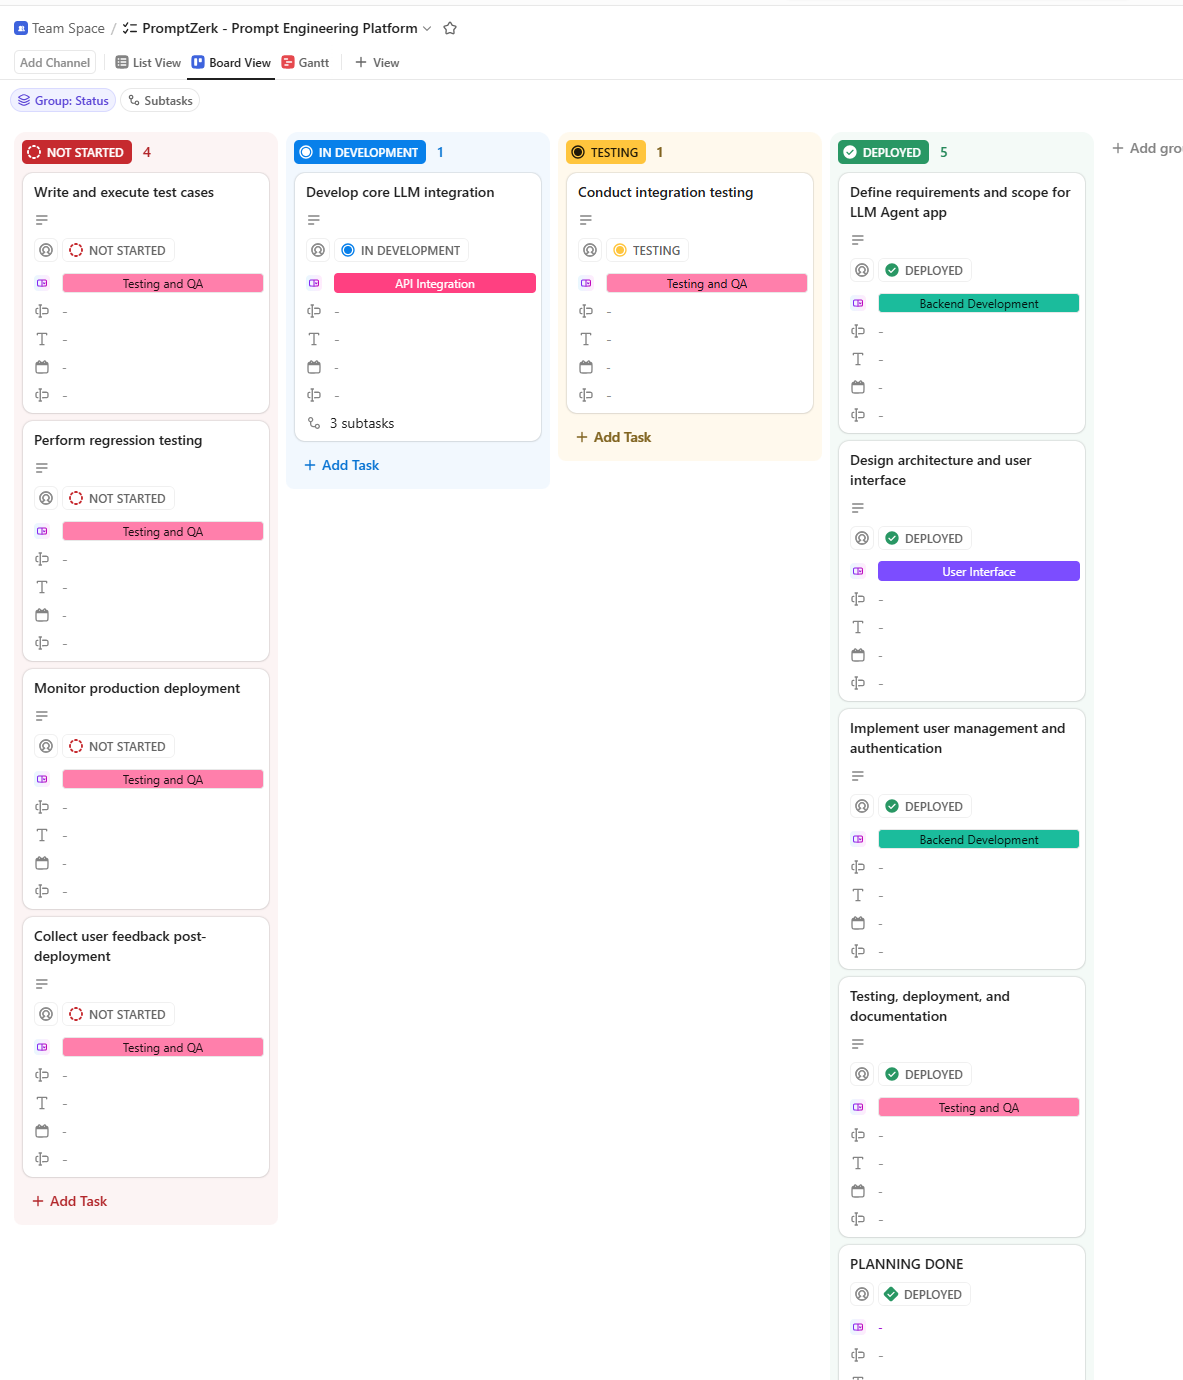 Team Space / PromptZerk - Prompt Engineering Platform
Add Channel List View Board View Gantt + View
Group: Status Subtasks
NOT STARTED 4
Write and execute test cases
NOT STARTED
Testing and QA
-
-
-
-
Perform regression testing
NOT STARTED
Testing and QA
-
-
-
-
Monitor production deployment
NOT STARTED
Testing and QA
-
-
-
-
Collect user feedback post-
deployment
NOT STARTED
Testing and QA
-
-
-
-
+ Add Task
IN DEVELOPMENT 1
Develop core LLM integration
IN DEVELOPMENT
API Integration
-
-
-
-
3 subtasks
+ Add Task
TESTING 1
Conduct integration testing
TESTING
Testing and QA
-
-
-
-
+ Add Task
DEPLOYED 5
Define requirements and scope for
LLM Agent app
DEPLOYED
Backend Development
-
-
-
-
Design architecture and user
interface
DEPLOYED
User Interface
-
-
-
-
Implement user management and
authentication
DEPLOYED
Backend Development
-
-
-
-
Testing, deployment, and
documentation
DEPLOYED
Testing and QA
-
-
-
-
PLANNING DONE
DEPLOYED
-
-
+ Add gro